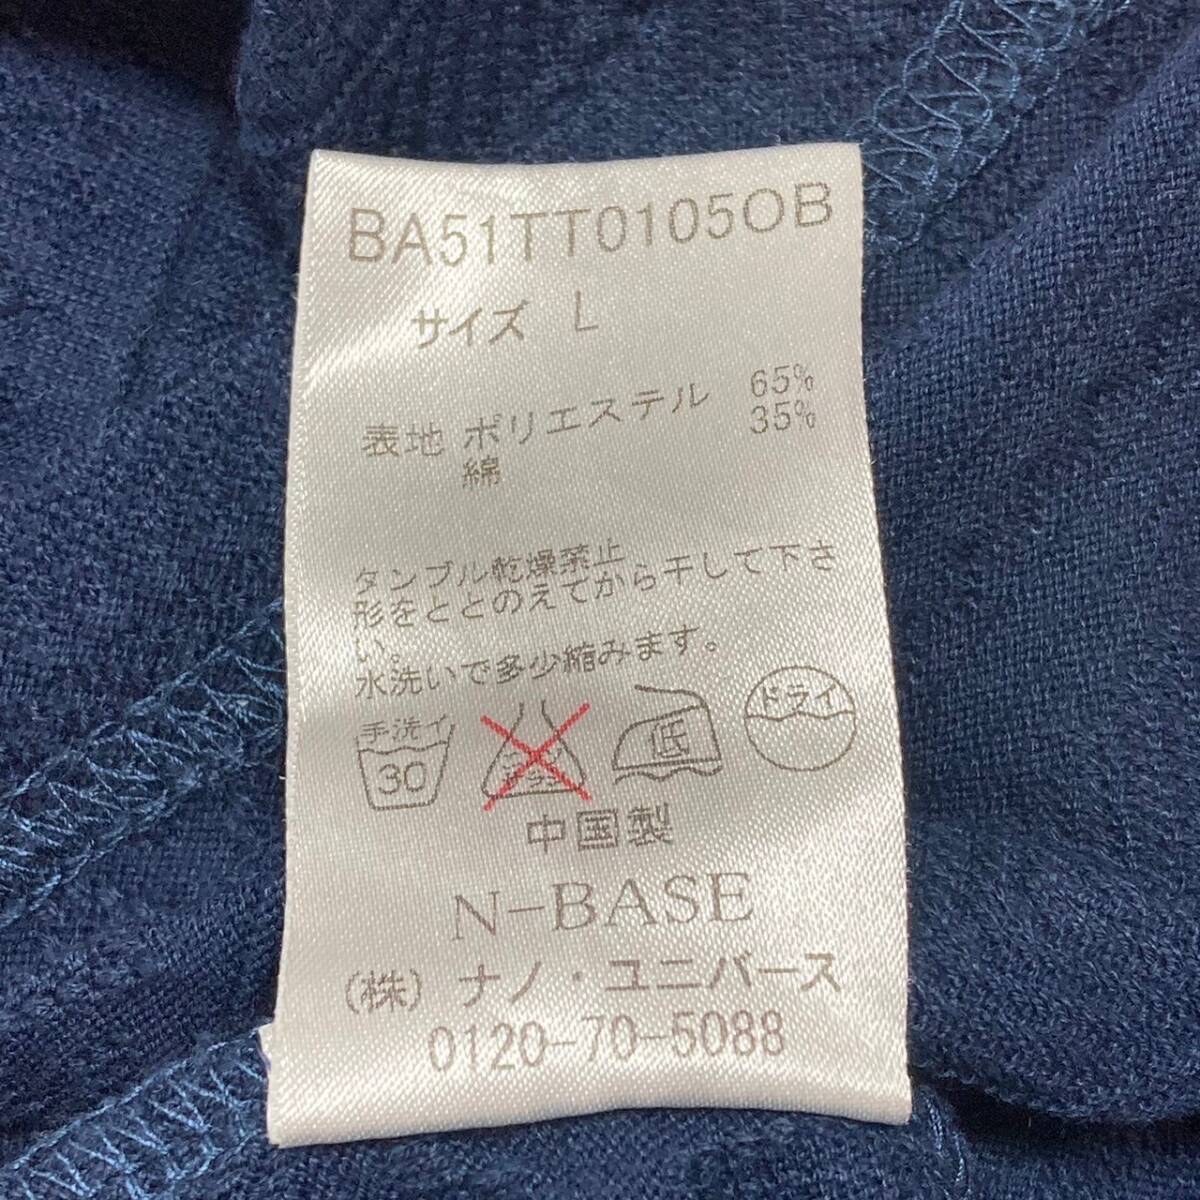 BA51TT0105OB
サイズ L
表地 ポリエステル 65%
綿 35%
タンブル乾燥禁止
形をととのえてから干して下さ
い。
水洗いで多少縮みます。
手洗イ
30
低
ドライ
中国製
N-BASE
(株) ナノ・ユニバース
0120-70-5088